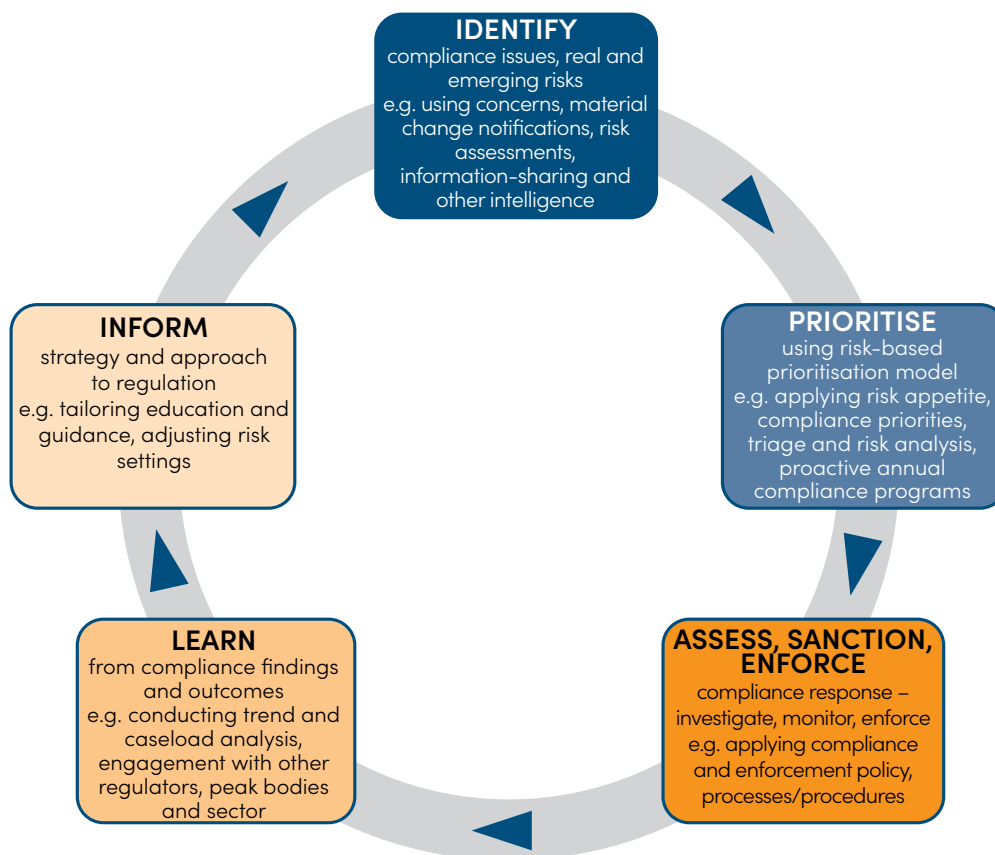 IDENTIFY
compliance issues, real and
emerging risks
e.g. using concerns, material
change notifications, risk
assessments,
information-sharing and
other intelligence
PRIORITISE
using risk-based
prioritisation model
e.g. applying risk appetite,
compliance priorities,
triage and risk analysis,
proactive annual
compliance programs
ASSESS, SANCTION,
ENFORCE
compliance response –
investigate, monitor, enforce
e.g. applying compliance
and enforcement policy,
processes/procedures
LEARN
from compliance findings
and outcomes
e.g. conducting trend and
caseload analysis,
engagement with other
regulators, peak bodies
and sector
INFORM
strategy and approach
to regulation
e.g. tailoring education and
guidance, adjusting risk
settings